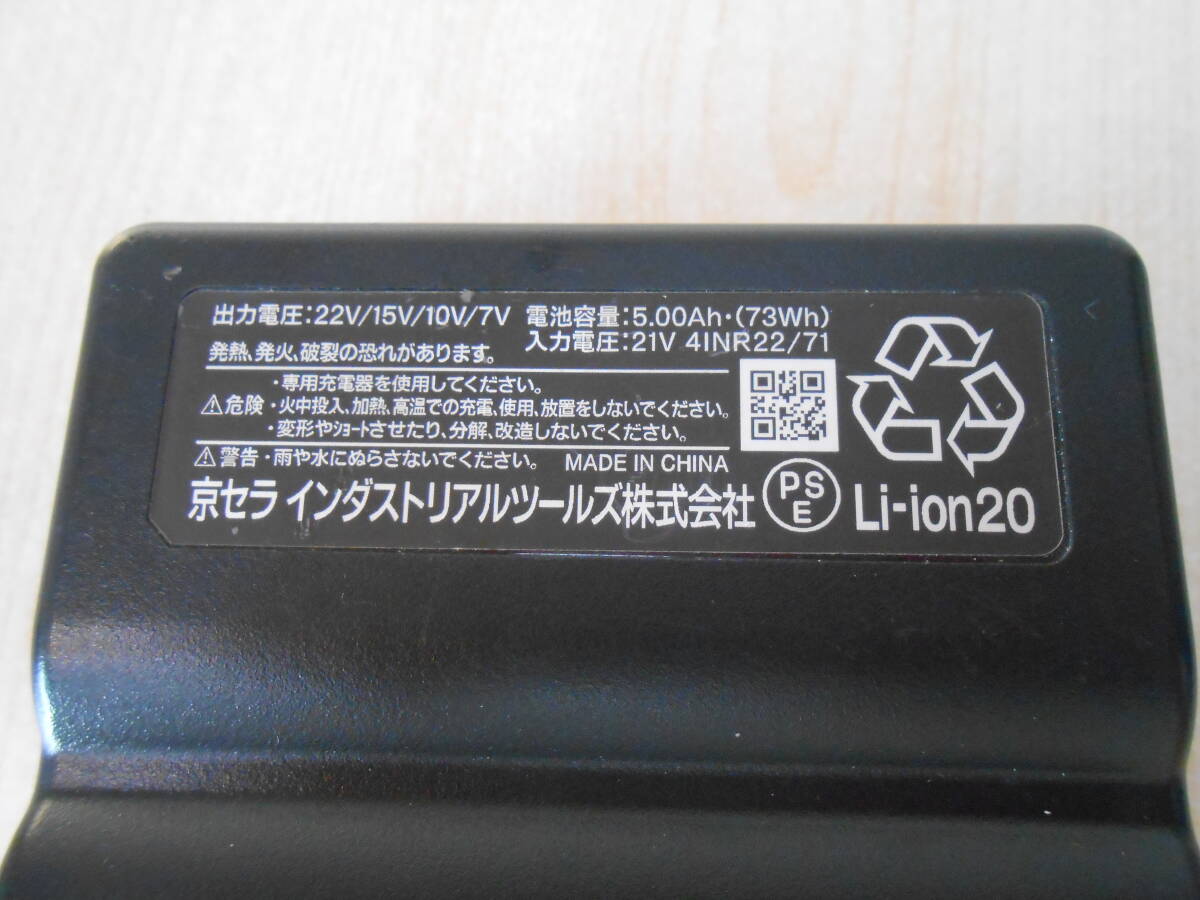 出力電圧:22V/15V/10V/7V 電池容量:5.00Ah・(73Wh)
入力電圧:21V 4INR22/71
発熱、発火、破裂の恐れがあります。
・専用充電器を使用してください。
⚠危険・火中投入、加熱、高温での充電、使用、放置をしないでください。
・変形やショートさせたり、分解、改造しないでください。
⚠警告・雨や水にぬらさないでください。 MADE IN CHINA
京セラ インダストリアルツールズ株式会社 PSE Li-ion20